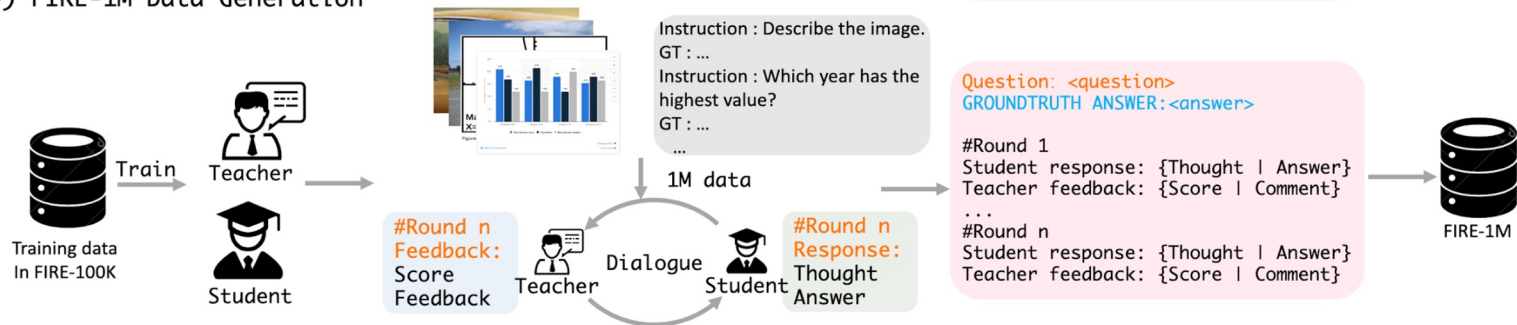 ) FIRE-1M Data Generation
Training data
In FIRE-100K
Train
Teacher
Student
Instruction : Describe the image.
GT : ...
Instruction : Which year has the
highest value?
GT : ...
...
1M data
#Round n
Feedback:
Score
Feedback
Teacher
Dialogue
Student
#Round n
Response:
Thought
Answer
Question: <question>
GROUNDTRUTH ANSWER:<answer>
#Round 1
Student response: {Thought | Answer}
Teacher feedback: {Score | Comment}
...
#Round n
Student response: {Thought | Answer}
Teacher feedback: {Score | Comment}
FIRE-1M